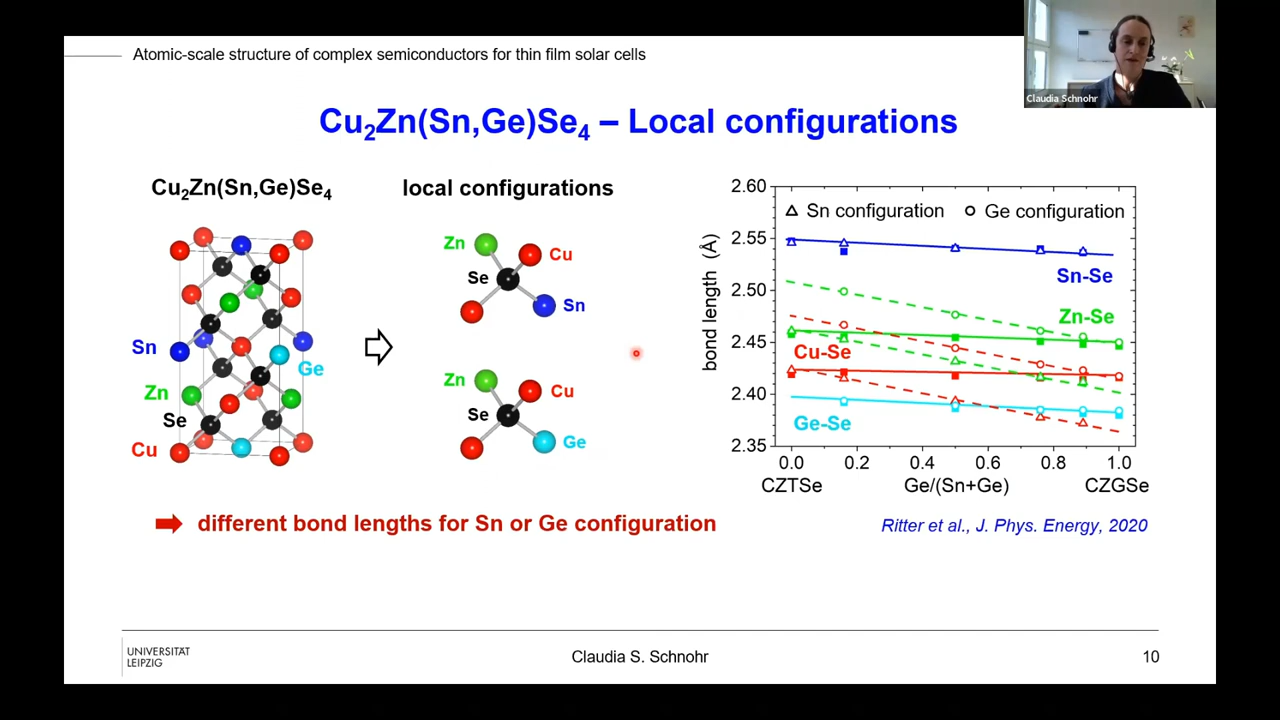 Atomic-scale structure of complex semiconductors for thin film solar cells
Claudia Schnohr
Cu₂Zn(Sn,Ge)Se₄ – Local configurations
Cu₂Zn(Sn,Ge)Se₄
Sn
Ge
Zn
Se
Cu
local configurations
Zn
Cu
Se
Sn
Zn
Cu
Se
Ge
bond length (Å)
2.60
2.55
2.50
2.45
2.40
2.35
Sn configuration
Ge configuration
Sn-Se
Zn-Se
Cu-Se
Ge-Se
0.0 0.2 0.4 0.6 0.8 1.0
CZTSe Ge/(Sn+Ge) CZGSe
different bond lengths for Sn or Ge configuration
Ritter et al., J. Phys. Energy, 2020
UNIVERSITÄT
LEIPZIG
Claudia S. Schnohr
10